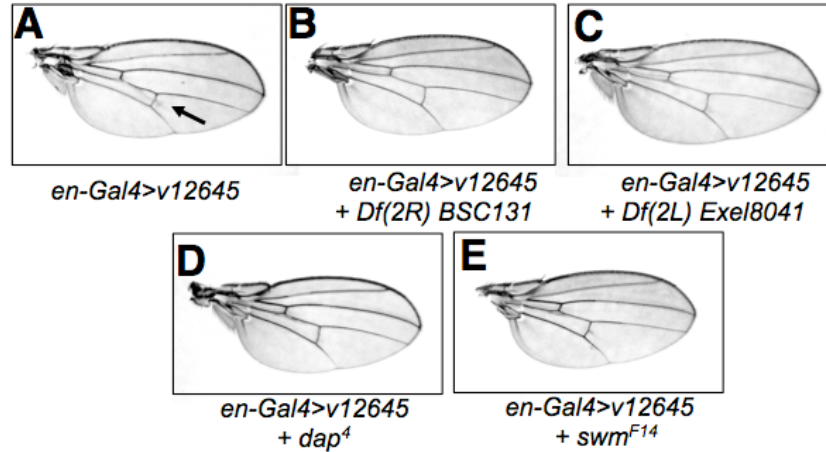 A
B
C
en-Gal4>v12645
en-Gal4>v12645
+ Df(2R) BSC131
en-Gal4>v12645
+ Df(2L) Exel8041
D
E
en-Gal4>v12645
+ dap⁴
en-Gal4>v12645
+ swmF14